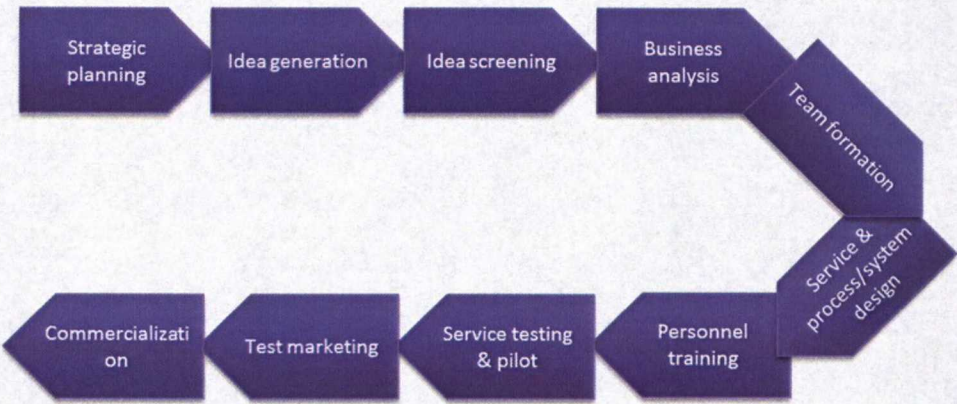 Strategic
planning
Idea generation
Idea screening
Business
analysis
Team formation
Service &
process/system
design
Personnel
training
Service testing
& pilot
Test marketing
Commercializati
on